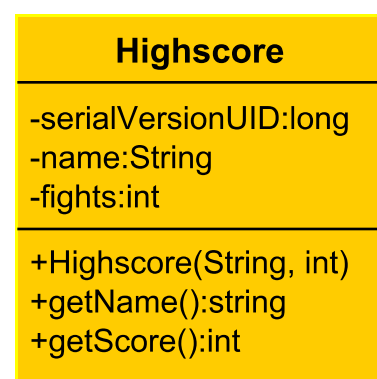 Highscore
-serialVersionUID:long
-name:String
-fights:int
+Highscore(String, int)
+getName():string
+getScore():int